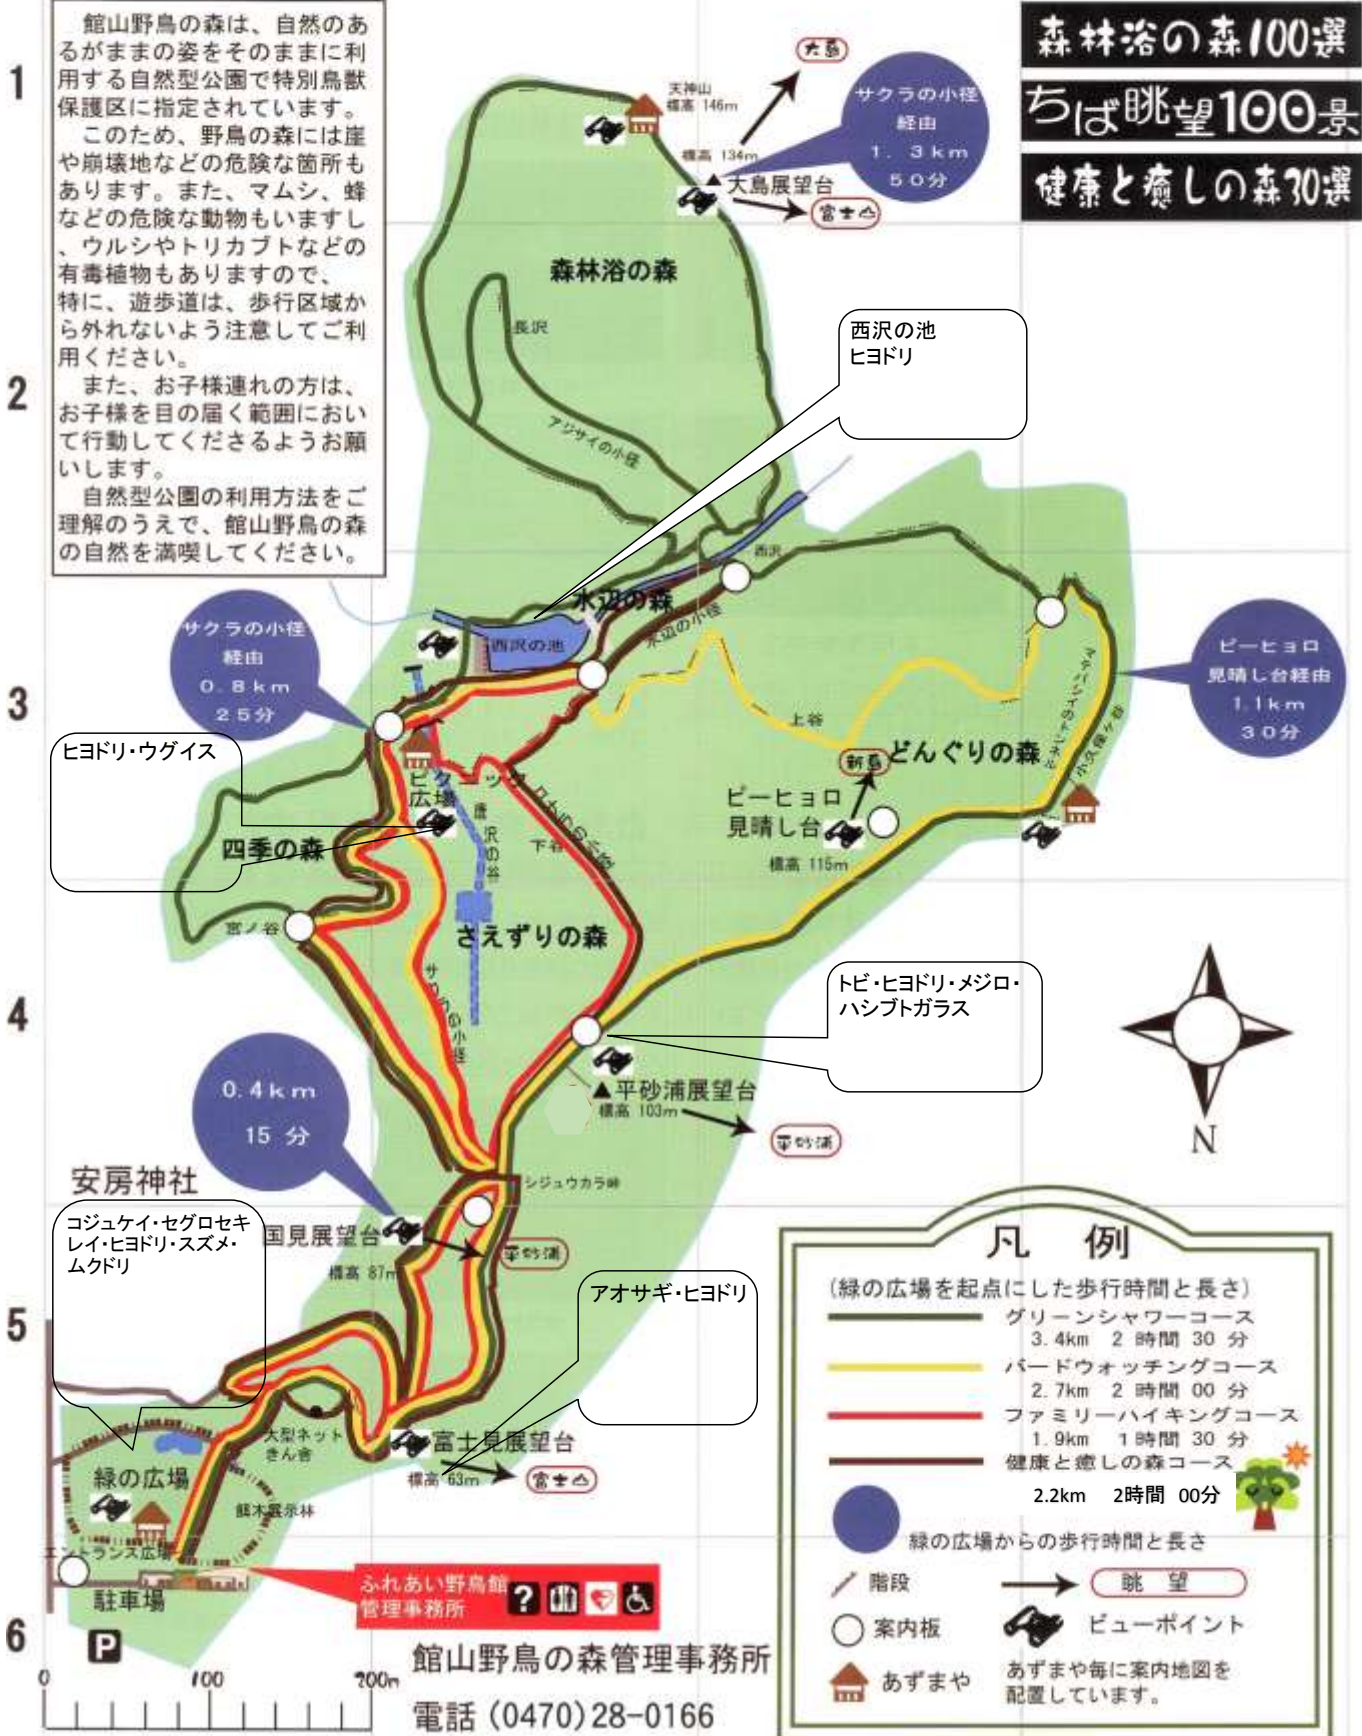 館山野鳥の森は、自然のあ
るがままの姿をそのままに利
用する自然型公園で特別鳥獣
保護区に指定されています。
このため、野鳥の森には崖
や崩壊地などの危険な箇所も
あります。また、マムシ、蜂
などの危険な動物もいますし
、ウルシやトリカブトなどの
有毒植物もありますので、
特に、遊歩道は、歩行区域か
ら外れないよう注意してご利
用ください。
また、お子様連れの方は、
お子様を目の届く範囲におい
て行動してくださるようお願
いします。
自然型公園の利用方法をご
理解のうえで、館山野鳥の森
の自然を満喫してください。
森林浴の森100選
ちば眺望100景
健康と癒しの森30選
1
2
3
4
5
6
大島
天神山
標高 146m
標高 134m
大島展望台
富士山
サクラの小径
経由
1.3km
50分
森林浴の森
長沢
アジサイの小径
西沢の池
ヒヨドリ
西沢
水辺の森
水辺の小径
西沢の池
サクラの小径
経由
0.8km
25分
ピーヒョロ
見晴し台経由
1.1km
30分
マテバシイのトンネル
小久保ヶ谷
上谷
どんぐりの森
新島
ピーヒョロ
見晴し台
標高 115m
ヒヨドリ・ウグイス
ピクニック
広場
唐沢の谷
下谷
四季の森
宮ノ谷
さえずりの森
トビ・ヒヨドリ・メジロ・
ハシブトガラス
平砂浦展望台
標高 103m
平砂浦
N
0.4km
15 分
安房神社
シジュウカラ峠
コジュケイ・セグロセキ
レイ・ヒヨドリ・スズメ・
ムクドリ
国見展望台
標高 87m
平砂浦
アオサギ・ヒヨドリ
大型ネット
きん舎
富士見展望台
標高 63m
富士山
緑の広場
餌木展示林
エントランス広場
駐車場
P
ふれあい野鳥館
管理事務所
?
0
100
200m
館山野鳥の森管理事務所
電話 (0470)28-0166
凡 例
(緑の広場を起点にした歩行時間と長さ)
グリーンシャワーコース
3.4km 2 時間 30 分
バードウォッチングコース
2.7km 2 時間 00 分
ファミリーハイキングコース
1.9km 1時間 30 分
健康と癒しの森コース
2.2km 2時間 00分
緑の広場からの歩行時間と長さ
階段
眺 望
案内板
ビューポイント
あずまや
あずまや毎に案内地図を
配置しています。